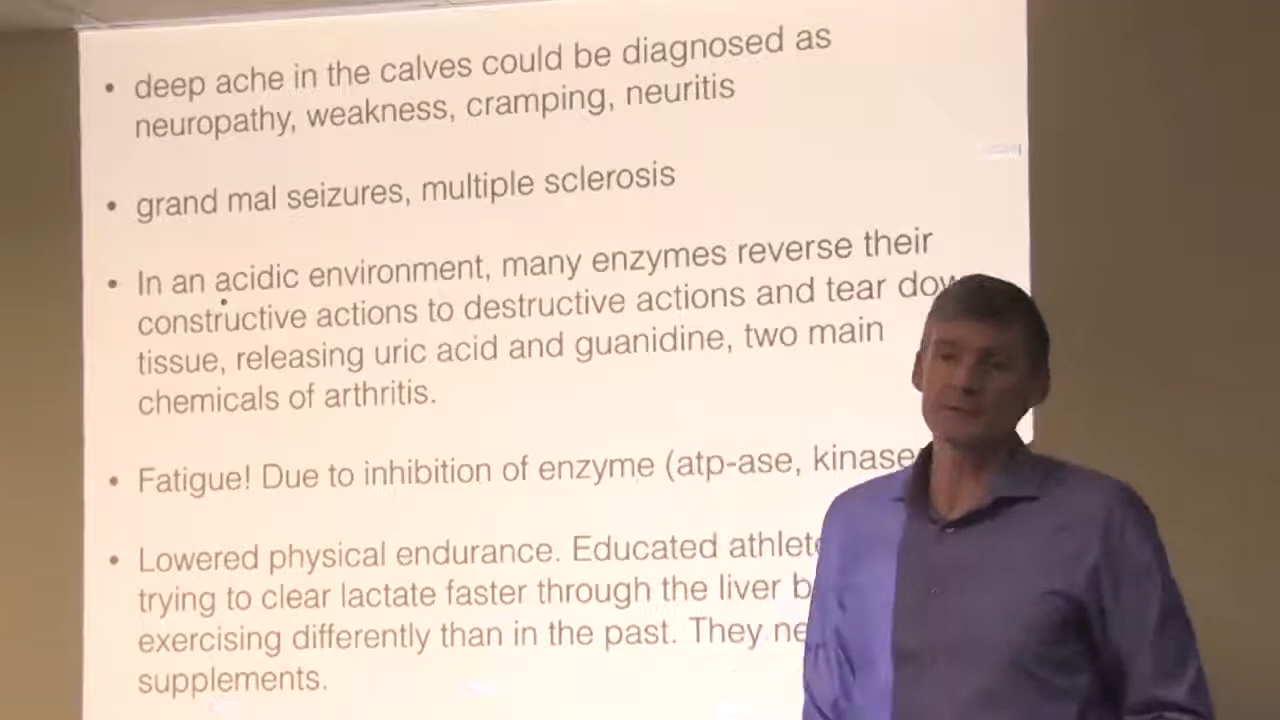 • deep ache in the calves could be diagnosed as
neuropathy, weakness, cramping, neuritis
• grand mal seizures, multiple sclerosis
• In an acidic environment, many enzymes reverse their
constructive actions to destructive actions and tear
tissue, releasing uric acid and guanidine, two main
chemicals of arthritis.
• Fatigue! Due to inhibition of enzyme (atp-ase, kinase
• Lowered physical endurance. Educated
trying to clear lactate faster through the liver
exercising differently than in the past. They
supplements.